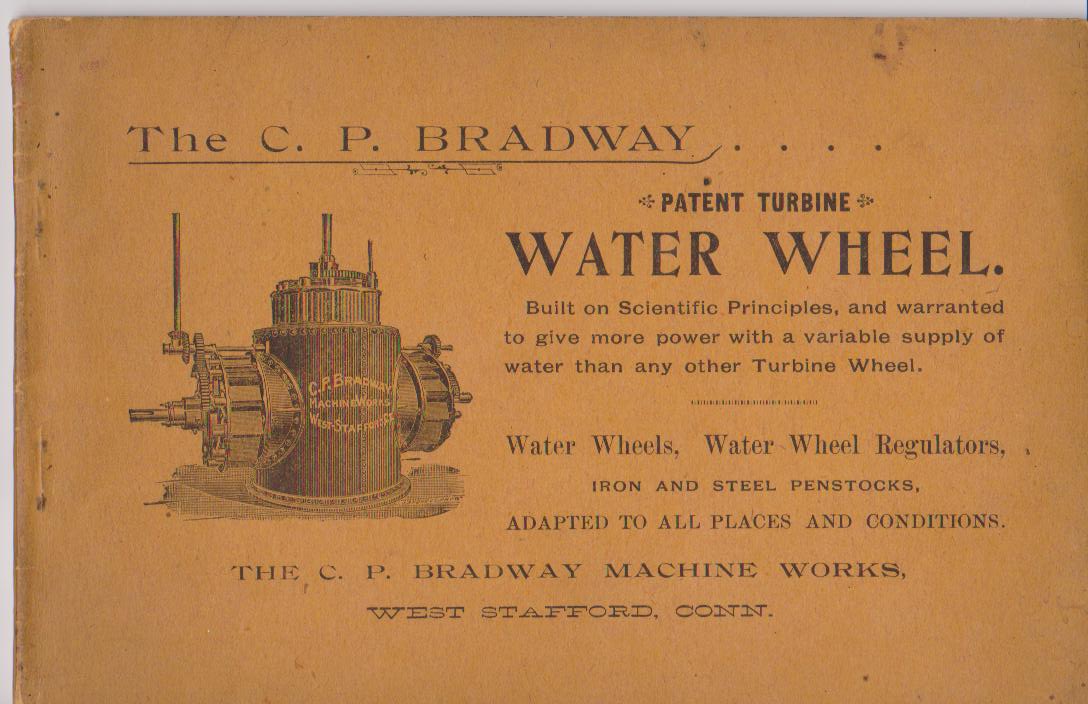 The C. P. BRADWAY . . . .
PATENT TURBINE
WATER WHEEL.
Built on Scientific Principles, and warranted
to give more power with a variable supply of
water than any other Turbine Wheel.
C. P. BRADWAY
MACHINE WORKS
WEST STAFFORD CT.
Water Wheels, Water Wheel Regulators,
IRON AND STEEL PENSTOCKS,
ADAPTED TO ALL PLACES AND CONDITIONS.
THE C. P. BRADWAY MACHINE WORKS,
WEST STAFFORD, CONN.